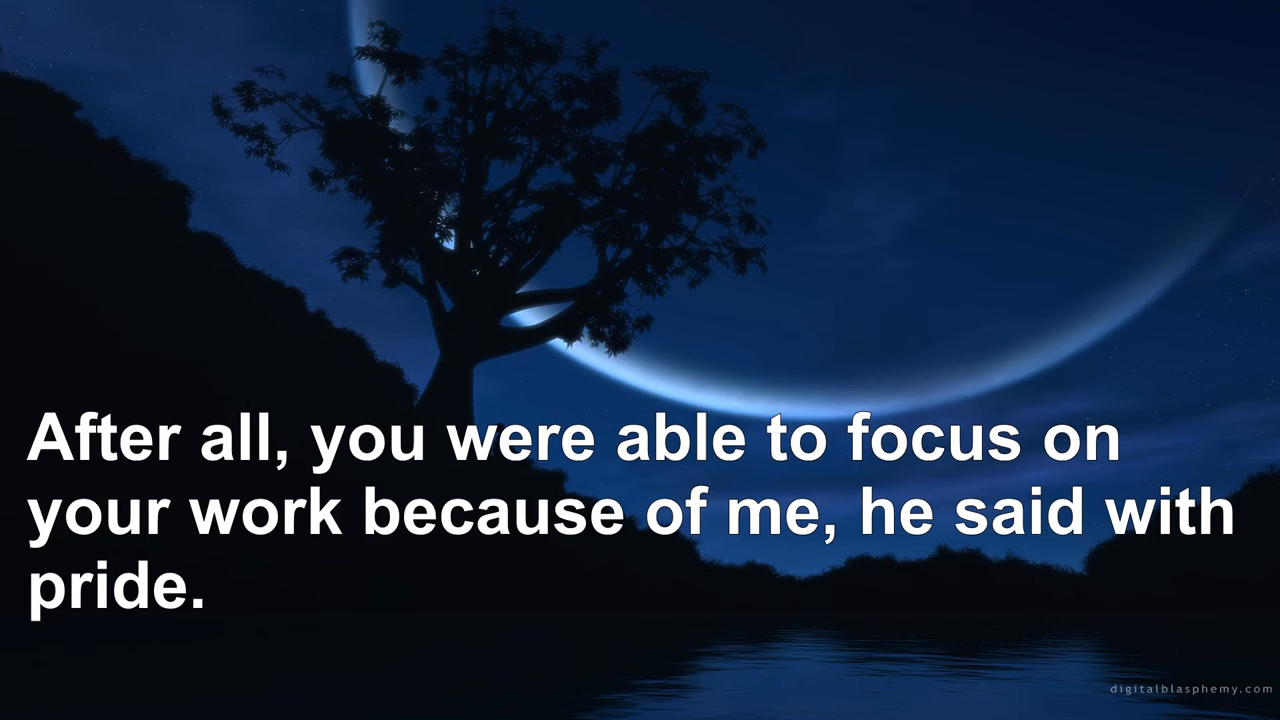 After all, you were able to focus on
your work because of me, he said with
pride.
digitalblasphemy.com